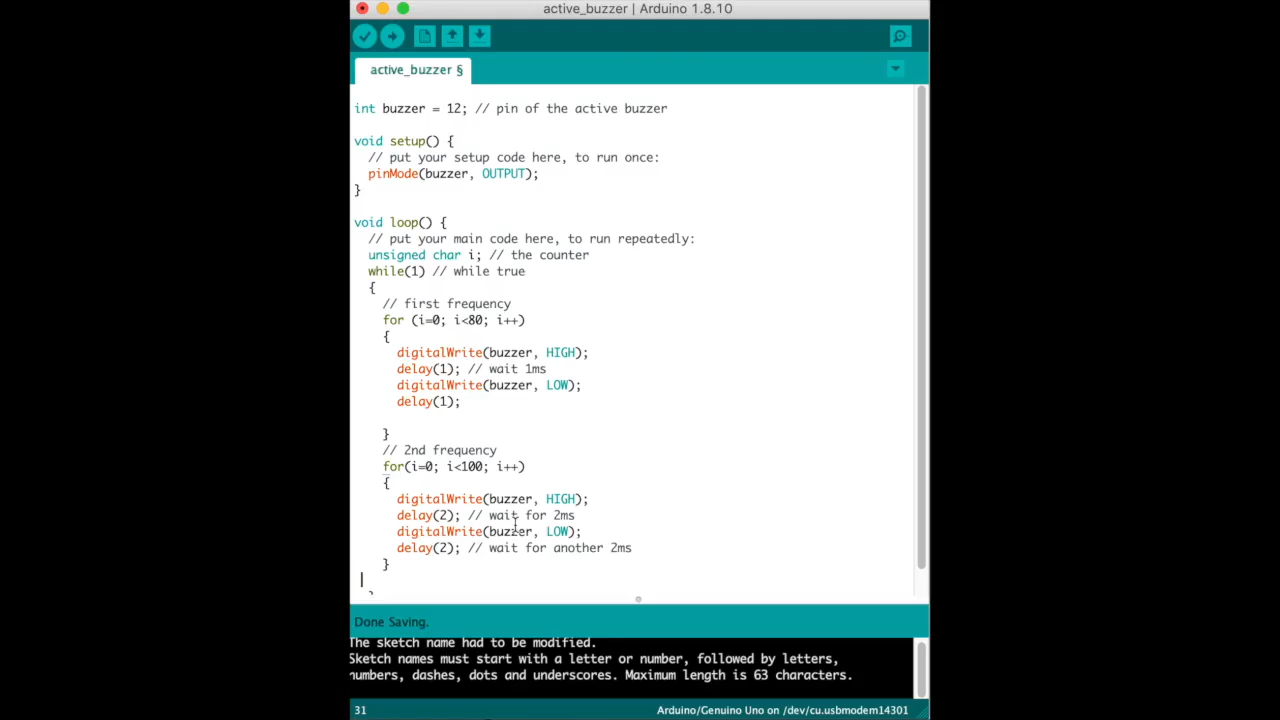 active_buzzer | Arduino 1.8.10
active_buzzer §
int buzzer = 12; // pin of the active buzzer
void setup() {
// put your setup code here, to run once:
pinMode(buzzer, OUTPUT);
}
void loop() {
// put your main code here, to run repeatedly:
unsigned char i; // the counter
while(1) // while true
{
// first frequency
for (i=0; i<80; i++)
{
digitalWrite(buzzer, HIGH);
delay(1); // wait 1ms
digitalWrite(buzzer, LOW);
delay(1);
}
// 2nd frequency
for(i=0; i<100; i++)
{
digitalWrite(buzzer, HIGH);
delay(2); // wait for 2ms
digitalWrite(buzzer, LOW);
delay(2); // wait for another 2ms
}
Done Saving.
The sketch name had to be modified.
Sketch names must start with a letter or number, followed by letters,
numbers, dashes, dots and underscores. Maximum length is 63 characters.
31
Arduino/Genuino Uno on /dev/cu.usbmodem14301